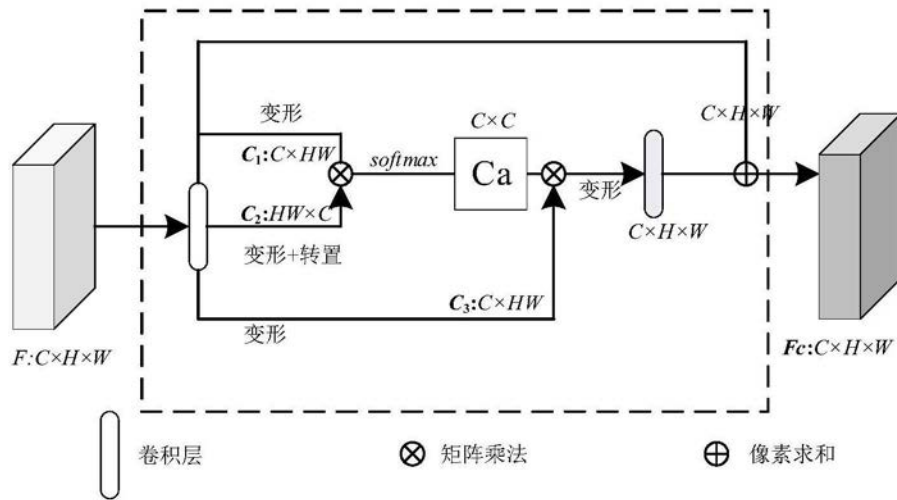 变形
C×C
C×H×W
C₁:C×HW
softmax
Ca
C₂:HW×C
变形
变形+转置
C×H×W
C₃:C×HW
变形
F:C×H×W
Fc:C×H×W
卷积层
矩阵乘法
像素求和